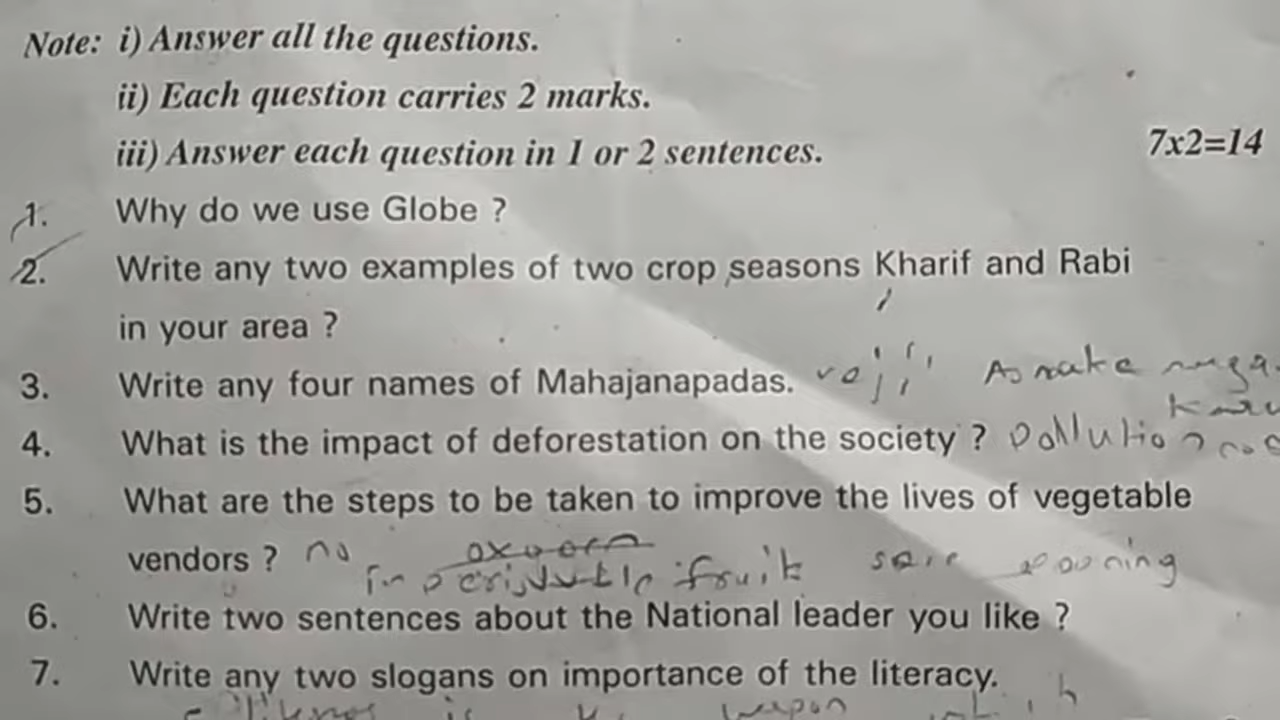 Note: i) Answer all the questions.
ii) Each question carries 2 marks.
iii) Answer each question in 1 or 2 sentences. 7x2=14
1. Why do we use Globe ?
2. Write any two examples of two crop seasons Kharif and Rabi
in your area ?
3. Write any four names of Mahajanapadas.
4. What is the impact of deforestation on the society ? pollution
5. What are the steps to be taken to improve the lives of vegetable
vendors ? no
fruit
6. Write two sentences about the National leader you like ?
7. Write any two slogans on importance of the literacy.
is weapon